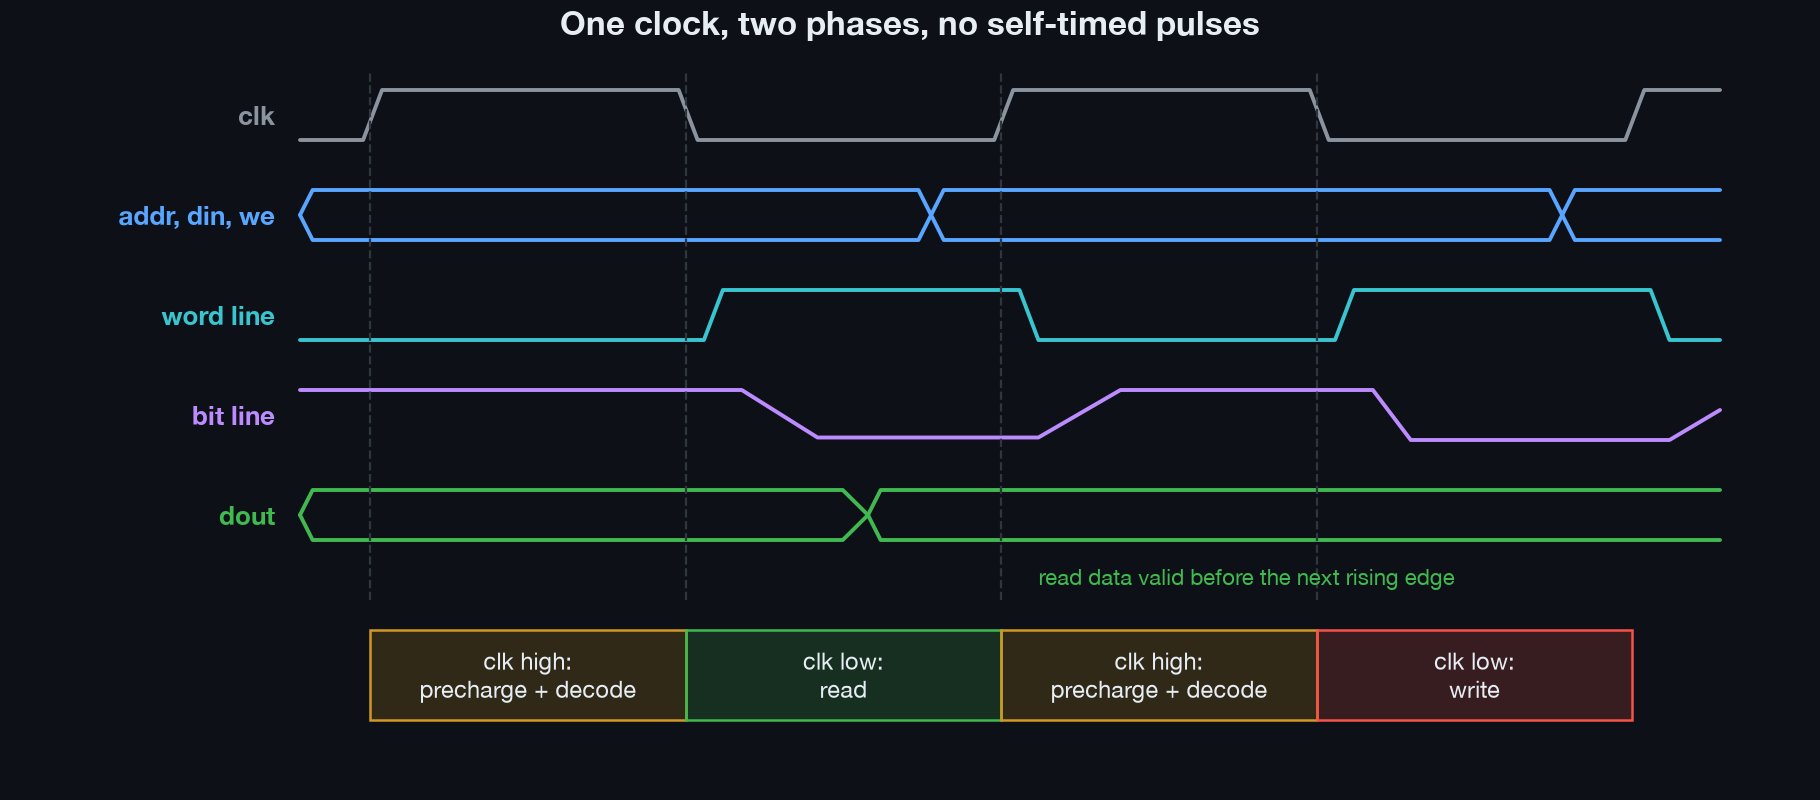 One clock, two phases, no self-timed pulses
clk
addr, din, we
word line
bit line
dout
read data valid before the next rising edge
clk high:
precharge + decode
clk low:
read
clk high:
precharge + decode
clk low:
write